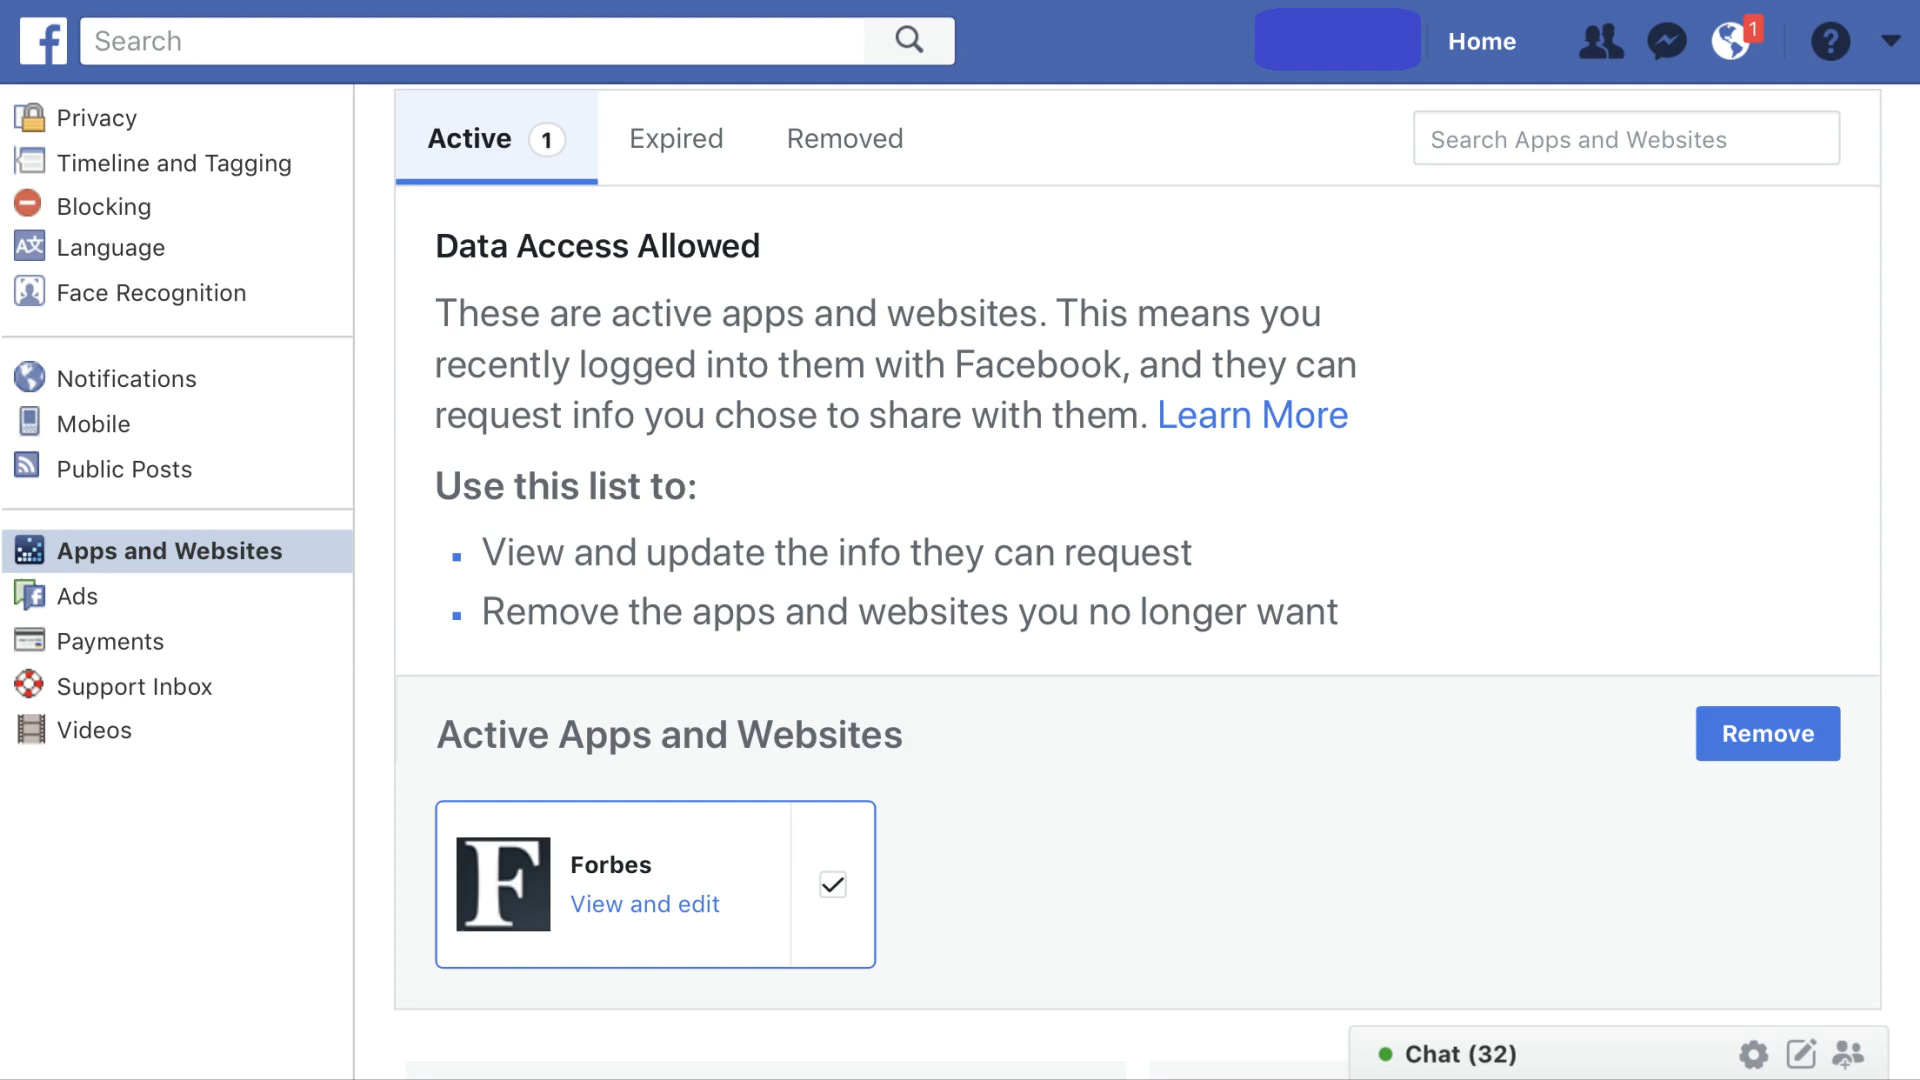 Search
Home
1
?
Privacy
Timeline and Tagging
Blocking
Language
Face Recognition
Notifications
Mobile
Public Posts
Apps and Websites
Ads
Payments
Support Inbox
Videos
Active 1
Expired
Removed
Search Apps and Websites
Data Access Allowed
These are active apps and websites. This means you
recently logged into them with Facebook, and they can
request info you chose to share with them. Learn More
Use this list to:
View and update the info they can request
Remove the apps and websites you no longer want
Active Apps and Websites
Remove
F
Forbes
View and edit
Chat (32)